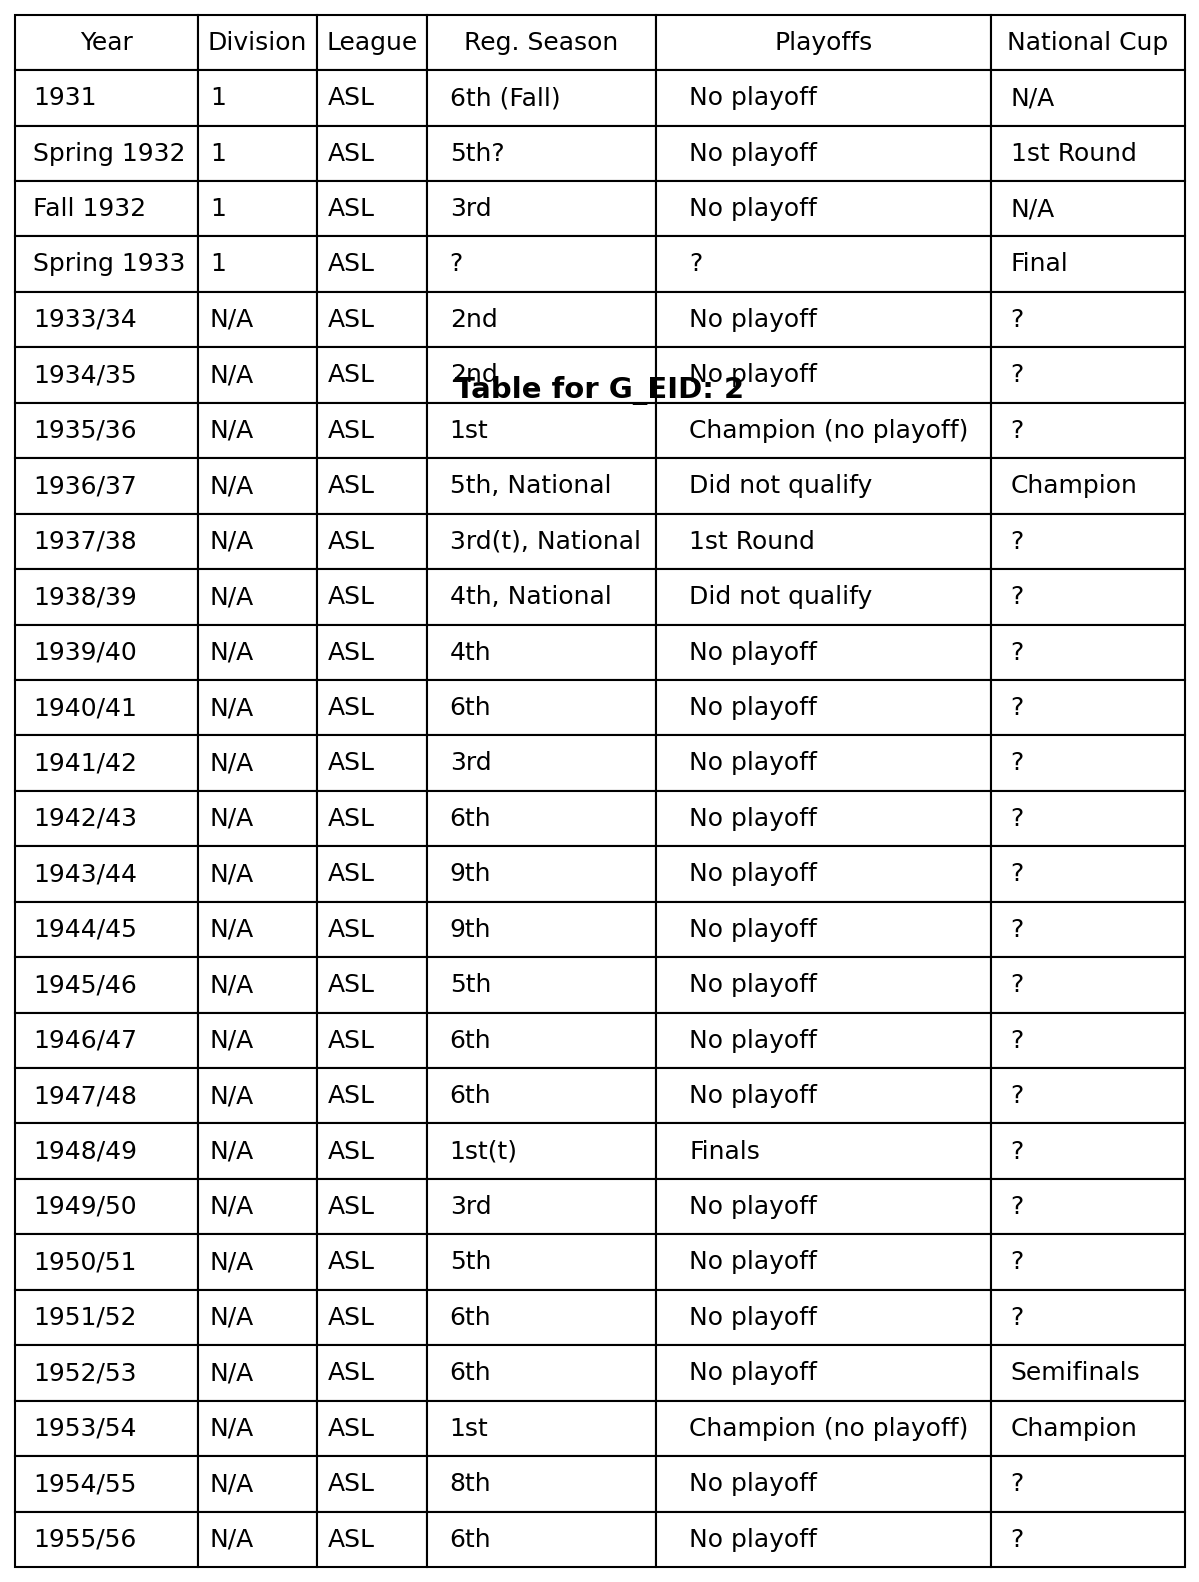 Year Division League Reg. Season Playoffs National Cup
1931 1 ASL 6th (Fall) No playoff N/A
Spring 1932 1 ASL 5th? No playoff 1st Round
Fall 1932 1 ASL 3rd No playoff N/A
Spring 1933 1 ASL ? ? Final
1933/34 N/A ASL 2nd No playoff ?
1934/35 N/A ASL 2nd No playoff ?
Table for G_EID: 2
1935/36 N/A ASL 1st Champion (no playoff) ?
1936/37 N/A ASL 5th, National Did not qualify Champion
1937/38 N/A ASL 3rd(t), National 1st Round ?
1938/39 N/A ASL 4th, National Did not qualify ?
1939/40 N/A ASL 4th No playoff ?
1940/41 N/A ASL 6th No playoff ?
1941/42 N/A ASL 3rd No playoff ?
1942/43 N/A ASL 6th No playoff ?
1943/44 N/A ASL 9th No playoff ?
1944/45 N/A ASL 9th No playoff ?
1945/46 N/A ASL 5th No playoff ?
1946/47 N/A ASL 6th No playoff ?
1947/48 N/A ASL 6th No playoff ?
1948/49 N/A ASL 1st(t) Finals ?
1949/50 N/A ASL 3rd No playoff ?
1950/51 N/A ASL 5th No playoff ?
1951/52 N/A ASL 6th No playoff ?
1952/53 N/A ASL 6th No playoff Semifinals
1953/54 N/A ASL 1st Champion (no playoff) Champion
1954/55 N/A ASL 8th No playoff ?
1955/56 N/A ASL 6th No playoff ?